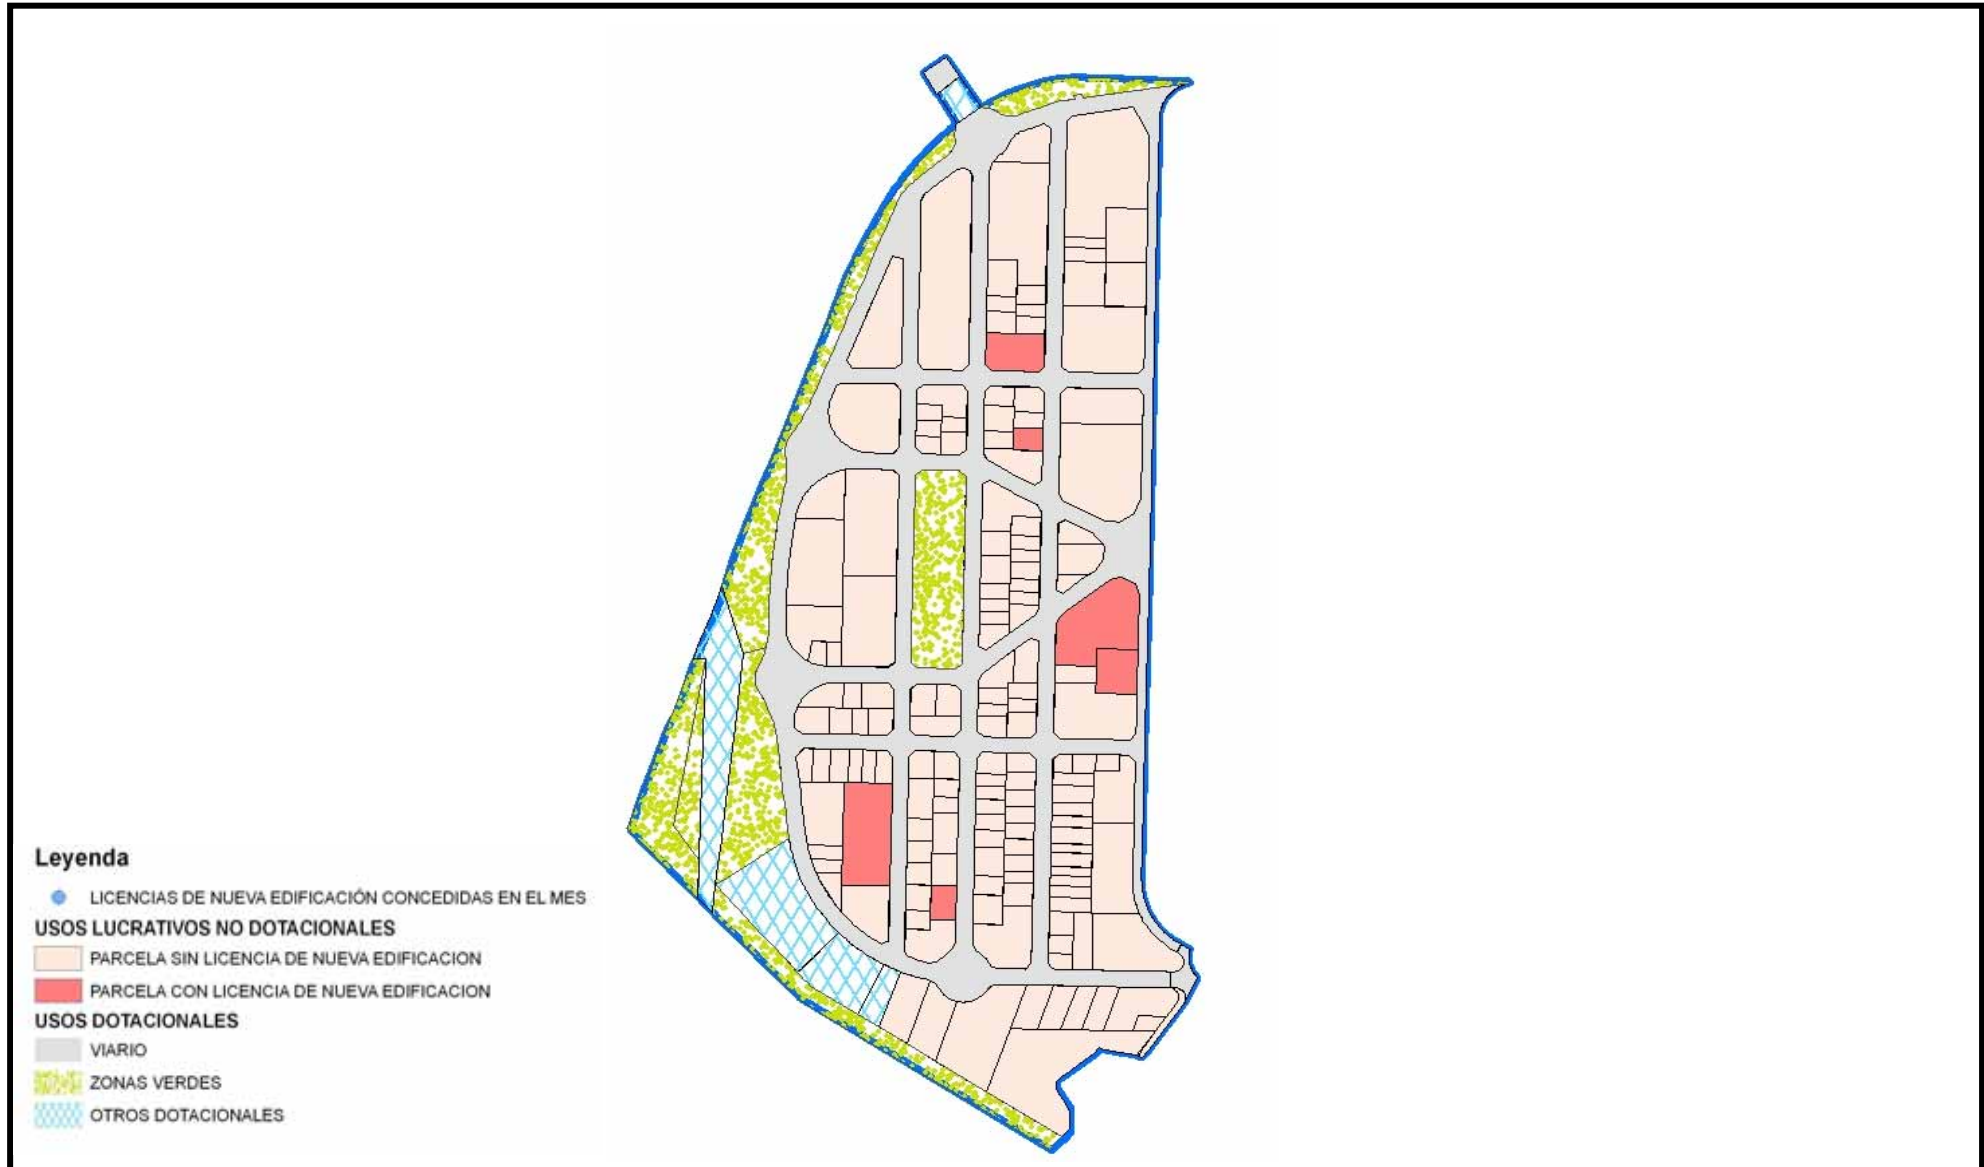 Leyenda
LICENCIAS DE NUEVA EDIFICACIÓN CONCEDIDAS EN EL MES
USOS LUCRATIVOS NO DOTACIONALES
PARCELA SIN LICENCIA DE NUEVA EDIFICACION
PARCELA CON LICENCIA DE NUEVA EDIFICACION
USOS DOTACIONALES
VIARIO
ZONAS VERDES
OTROS DOTACIONALES